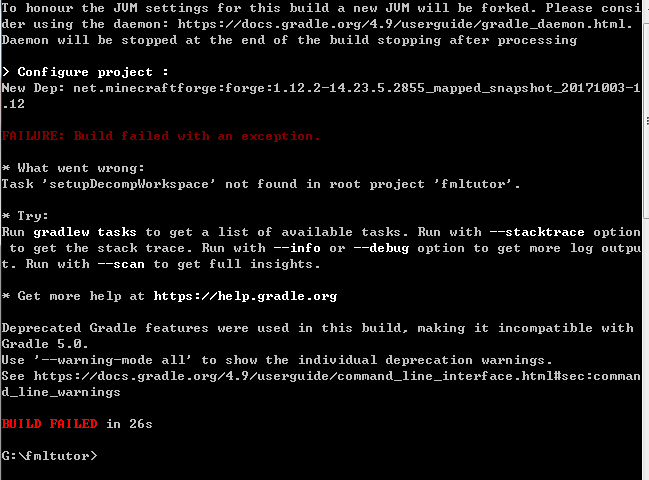 To honour the JVM settings for this build a new JVM will be forked. Please consi
der using the daemon: https://docs.gradle.org/4.9/userguide/gradle_daemon.html.
Daemon will be stopped at the end of the build stopping after processing
> Configure project :
New Dep: net.minecraftforge:forge:1.12.2-14.23.5.2855_mapped_snapshot_20171003-1
.12
FAILURE: Build failed with an exception.
* What went wrong:
Task 'setupDecompWorkspace' not found in root project 'fmltutor'.
* Try:
Run gradlew tasks to get a list of available tasks. Run with --stacktrace option
 to get the stack trace. Run with --info or --debug option to get more log outpu
t. Run with --scan to get full insights.
* Get more help at https://help.gradle.org
Deprecated Gradle features were used in this build, making it incompatible with
Gradle 5.0.
Use '--warning-mode all' to show the individual deprecation warnings.
See https://docs.gradle.org/4.9/userguide/command_line_interface.html#sec:comman
d_line_warnings
BUILD FAILED in 26s
G:\fmltutor>